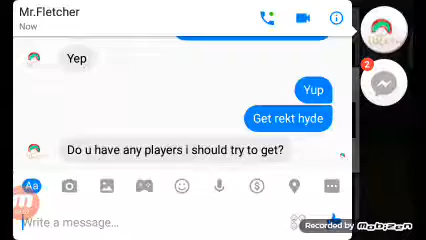 Mr.Fletcher
Now
Yep
Yup
Get rekt hyde
Do u have any players i should try to get?
Aa
Write a message...
2
Recorded by Mobizen